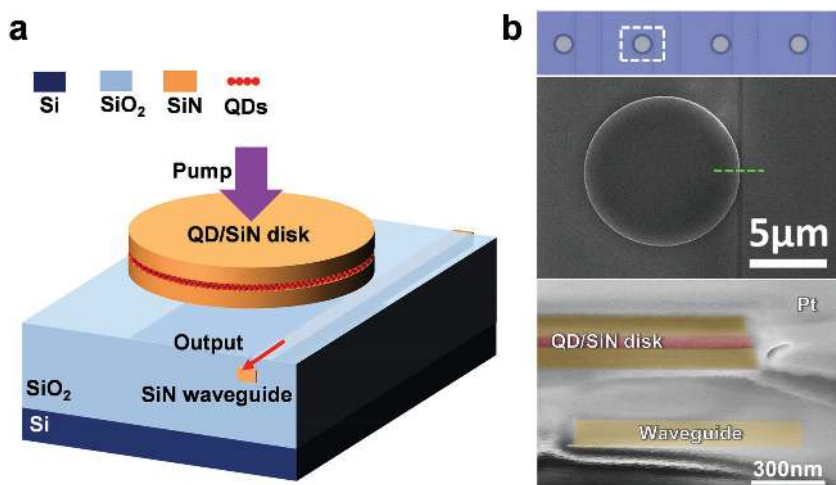 a
Si
SiO₂
SiN
QDs
Pump
QD/SiN disk
Output
SiO₂
SiN waveguide
Si
b
5μm
Pt
QD/SiN disk
Waveguide
300nm